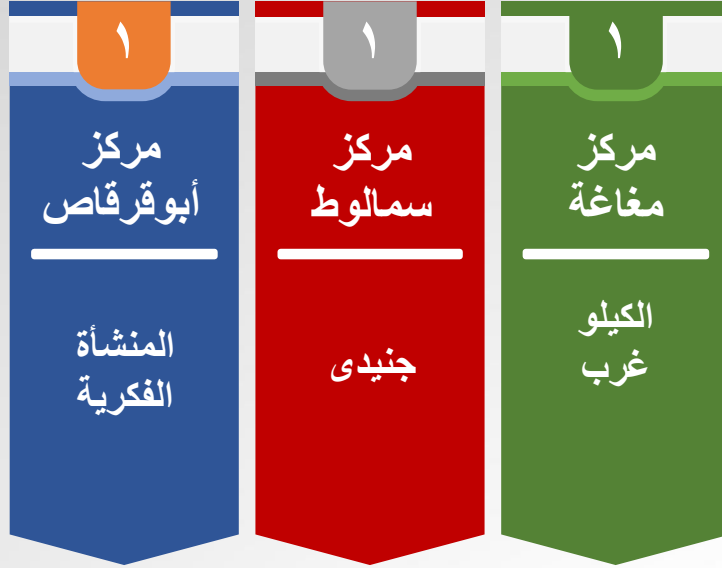 ١
مركز
مغاغة
الكيلو
غرب
١
مركز
سمالوط
جنيدى
١
مركز
أبوقرقاص
المنشأة
الفكرية